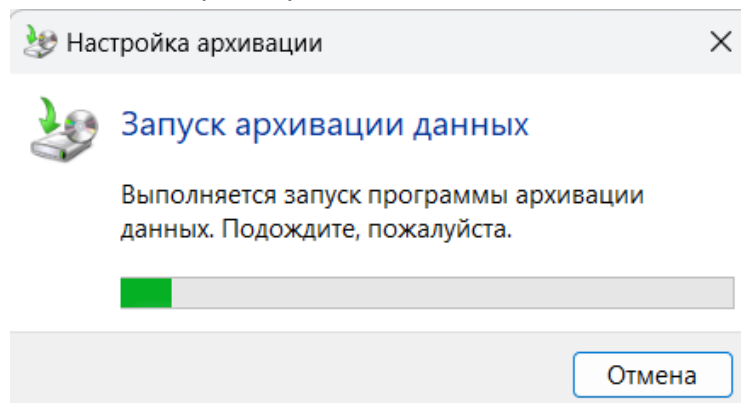 Настройка архивации
Запуск архивации данных
Выполняется запуск программы архивации
данных. Подождите, пожалуйста.
Отмена